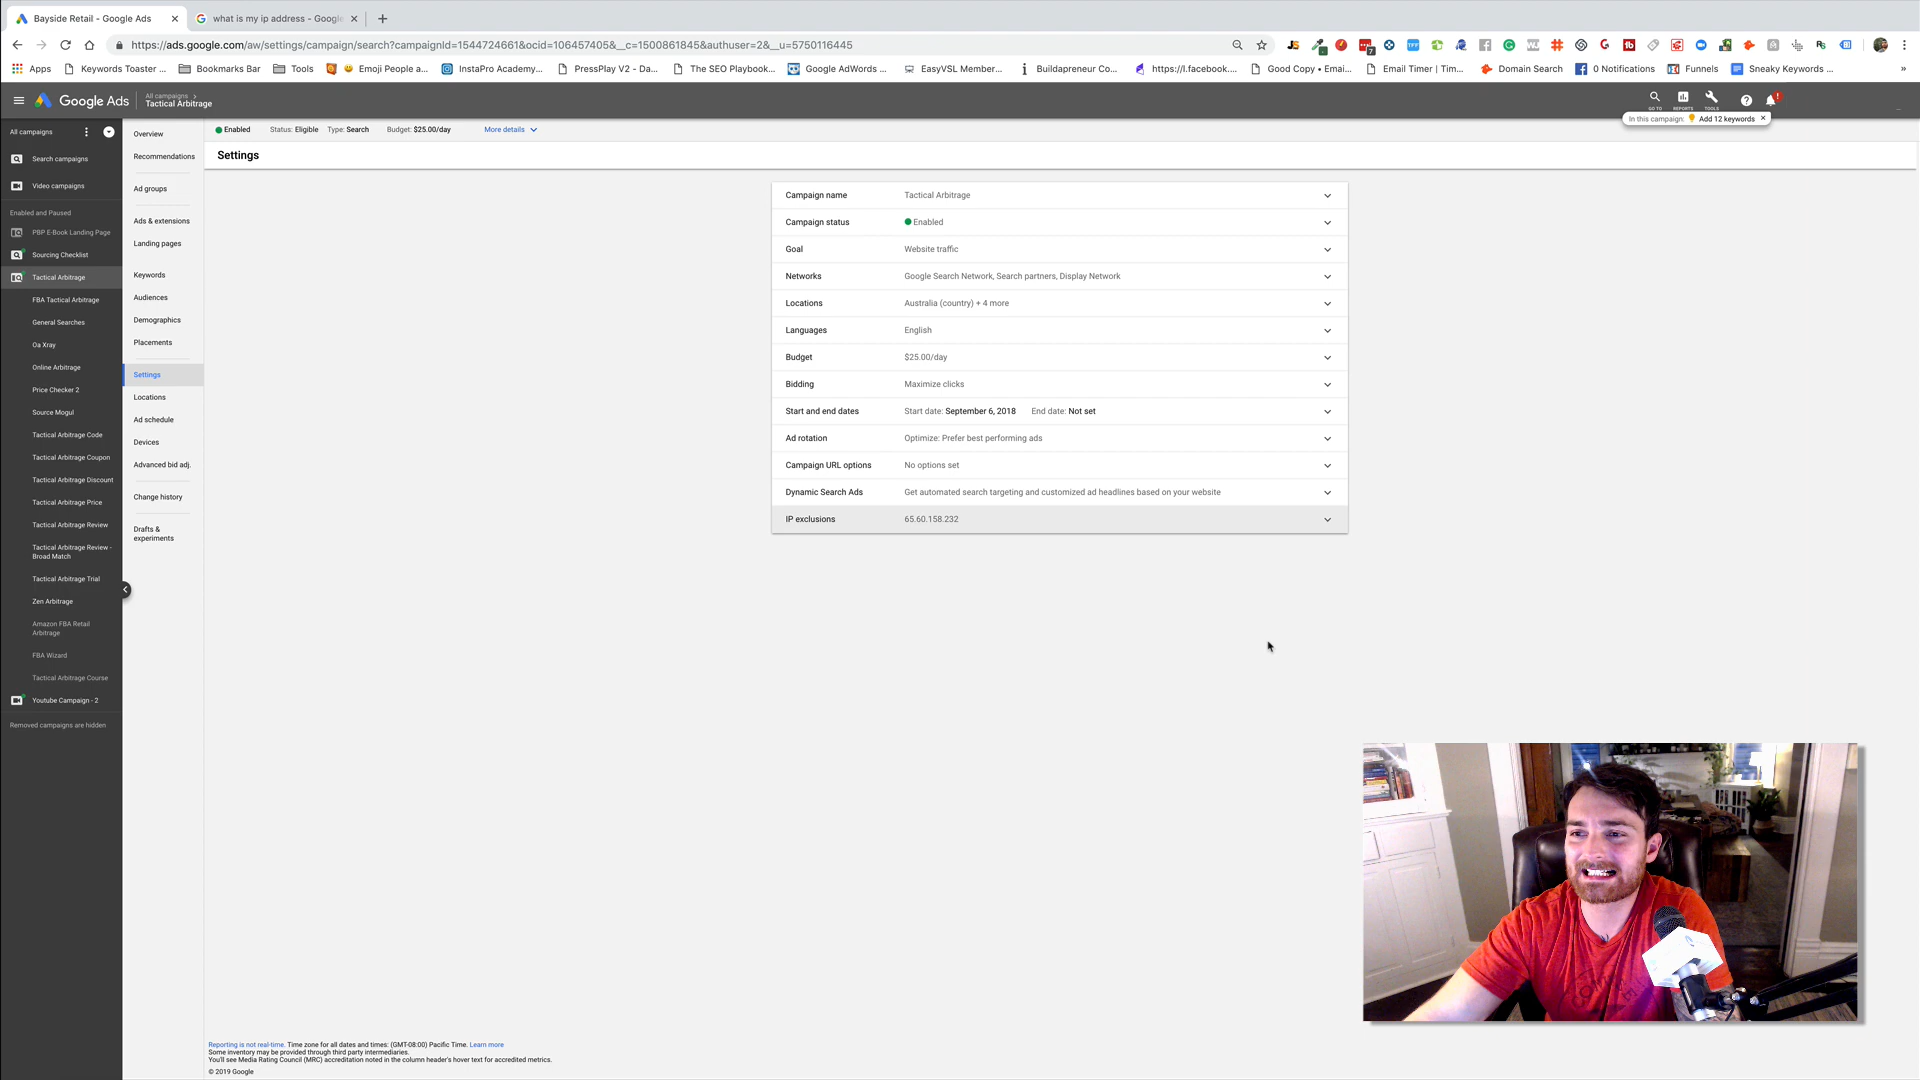 Bayside Retail - Google Ads
what is my ip address - Google
https://ads.google.com/aw/settings/campaign/search?campaignId=1544724661&ocid=106457405&__c=1500861845&authuser=2&__u=5750116445
Apps
Keywords Toaster ...
Bookmarks Bar
Tools
Emoji People a...
InstaPro Academy...
PressPlay V2 - Da...
The SEO Playbook...
Google AdWords ...
EasyVSL Member...
Buildapreneur Co...
https://l.facebook....
Good Copy • Emai...
Email Timer | Tim...
Domain Search
0 Notifications
Funnels
Sneaky Keywords ...
Google Ads
All campaigns
Tactical Arbitrage
GO TO
REPORTS
TOOLS
In this campaign:
Add 12 keywords
All campaigns
Search campaigns
Video campaigns
Enabled and Paused
PBP E-Book Landing Page
Sourcing Checklist
Tactical Arbitrage
FBA Tactical Arbitrage
General Searches
Oa Xray
Online Arbitrage
Price Checker 2
Source Mogul
Tactical Arbitrage Code
Tactical Arbitrage Coupon
Tactical Arbitrage Discount
Tactical Arbitrage Price
Tactical Arbitrage Review
Tactical Arbitrage Review -
Broad Match
Tactical Arbitrage Trial
Zen Arbitrage
Amazon FBA Retail
Arbitrage
FBA Wizard
Tactical Arbitrage Course
Youtube Campaign - 2
Removed campaigns are hidden
Overview
Recommendations
Ad groups
Ads & extensions
Landing pages
Keywords
Audiences
Demographics
Placements
Settings
Locations
Ad schedule
Devices
Advanced bid adj.
Change history
Drafts &
experiments
Enabled
Status: Eligible
Type: Search
Budget: $25.00/day
More details
Settings
Campaign name Tactical Arbitrage
Campaign status Enabled
Goal Website traffic
Networks Google Search Network, Search partners, Display Network
Locations Australia (country) + 4 more
Languages English
Budget $25.00/day
Bidding Maximize clicks
Start and end dates Start date: September 6, 2018 End date: Not set
Ad rotation Optimize: Prefer best performing ads
Campaign URL options No options set
Dynamic Search Ads Get automated search targeting and customized ad headlines based on your website
IP exclusions 65.60.158.232
Reporting is not real-time. Time zone for all dates and times: (GMT-08:00) Pacific Time. Learn more
Some inventory may be provided through third party intermediaries.
You'll see Media Rating Council (MRC) accreditation noted in the column header's hover text for accredited metrics.
© 2019 Google